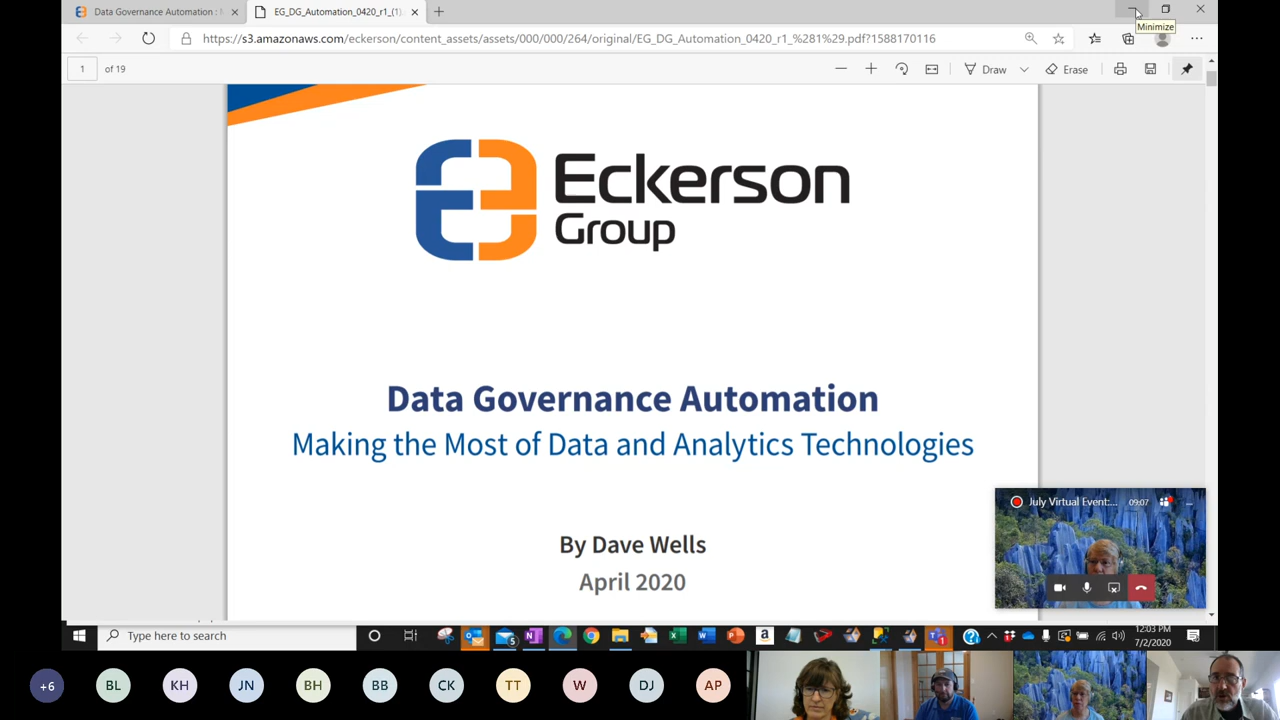 Data Governance Automation :
EG_DG_Automation_0420_r1_(1)
Minimize
https://s3.amazonaws.com/eckerson/content_assets/assets/000/000/264/original/EG_DG_Automation_0420_r1_%281%29.pdf?1588170116
1 of 19
Draw
Erase
Eckerson
Group
Data Governance Automation
Making the Most of Data and Analytics Technologies
By Dave Wells
April 2020
July Virtual Event:...
09:07
Type here to search
12:03 PM
7/2/2020
+6
BL
KH
JN
BH
BB
CK
TT
W
DJ
AP